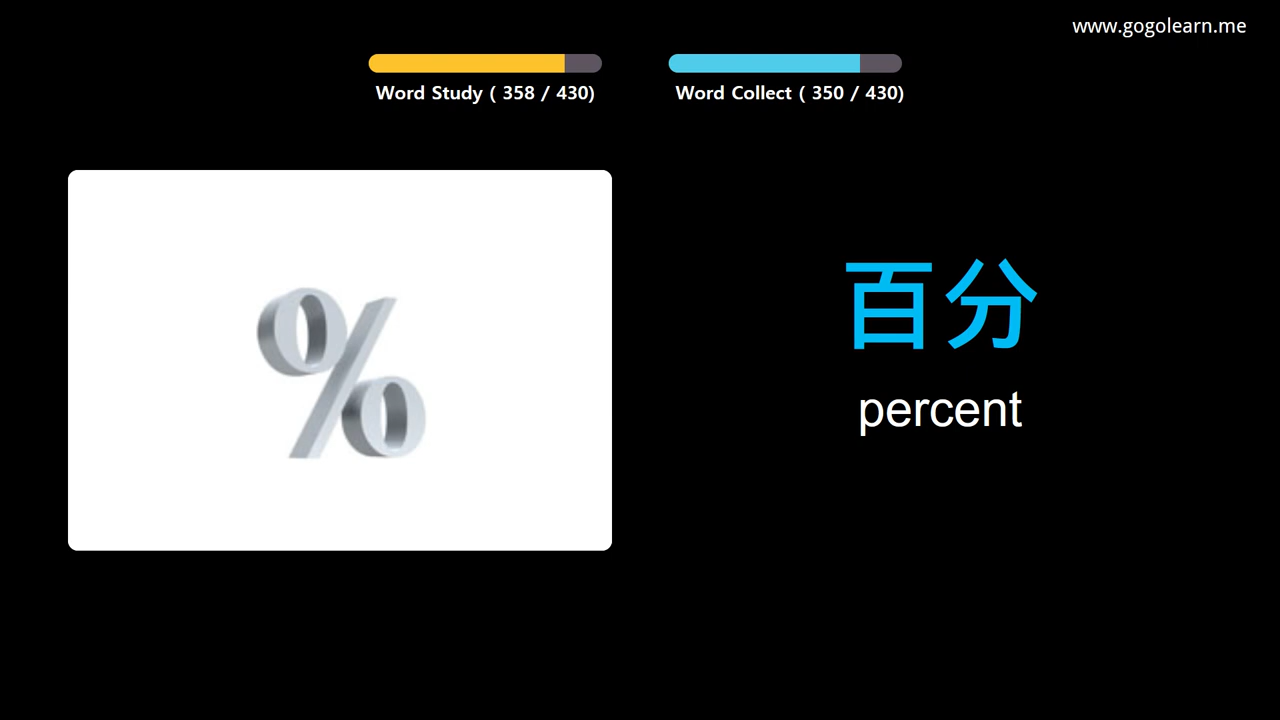 www.gogolearn.me
Word Study ( 358 / 430)
Word Collect ( 350 / 430)
%
百分
percent